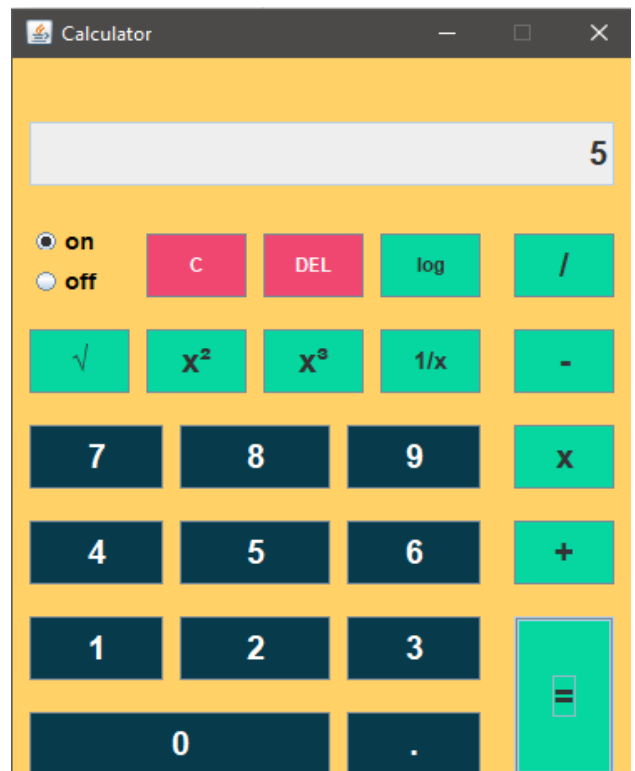 Calculator
5
on
C DEL log /
off
√ x² x³ 1/x -
7 8 9 x
4 5 6 +
1 2 3
=
0 .